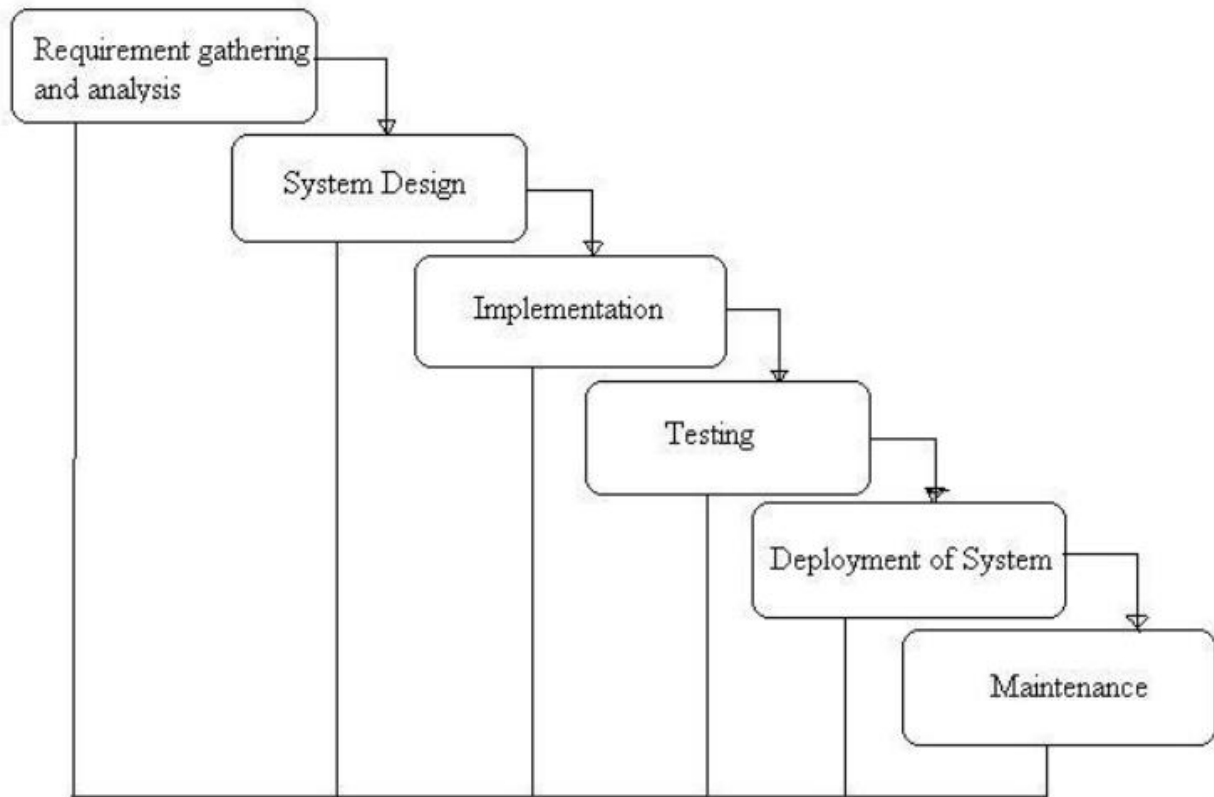 Requirement gathering
and analysis
System Design
Implementation
Testing
Deployment of System
Maintenance